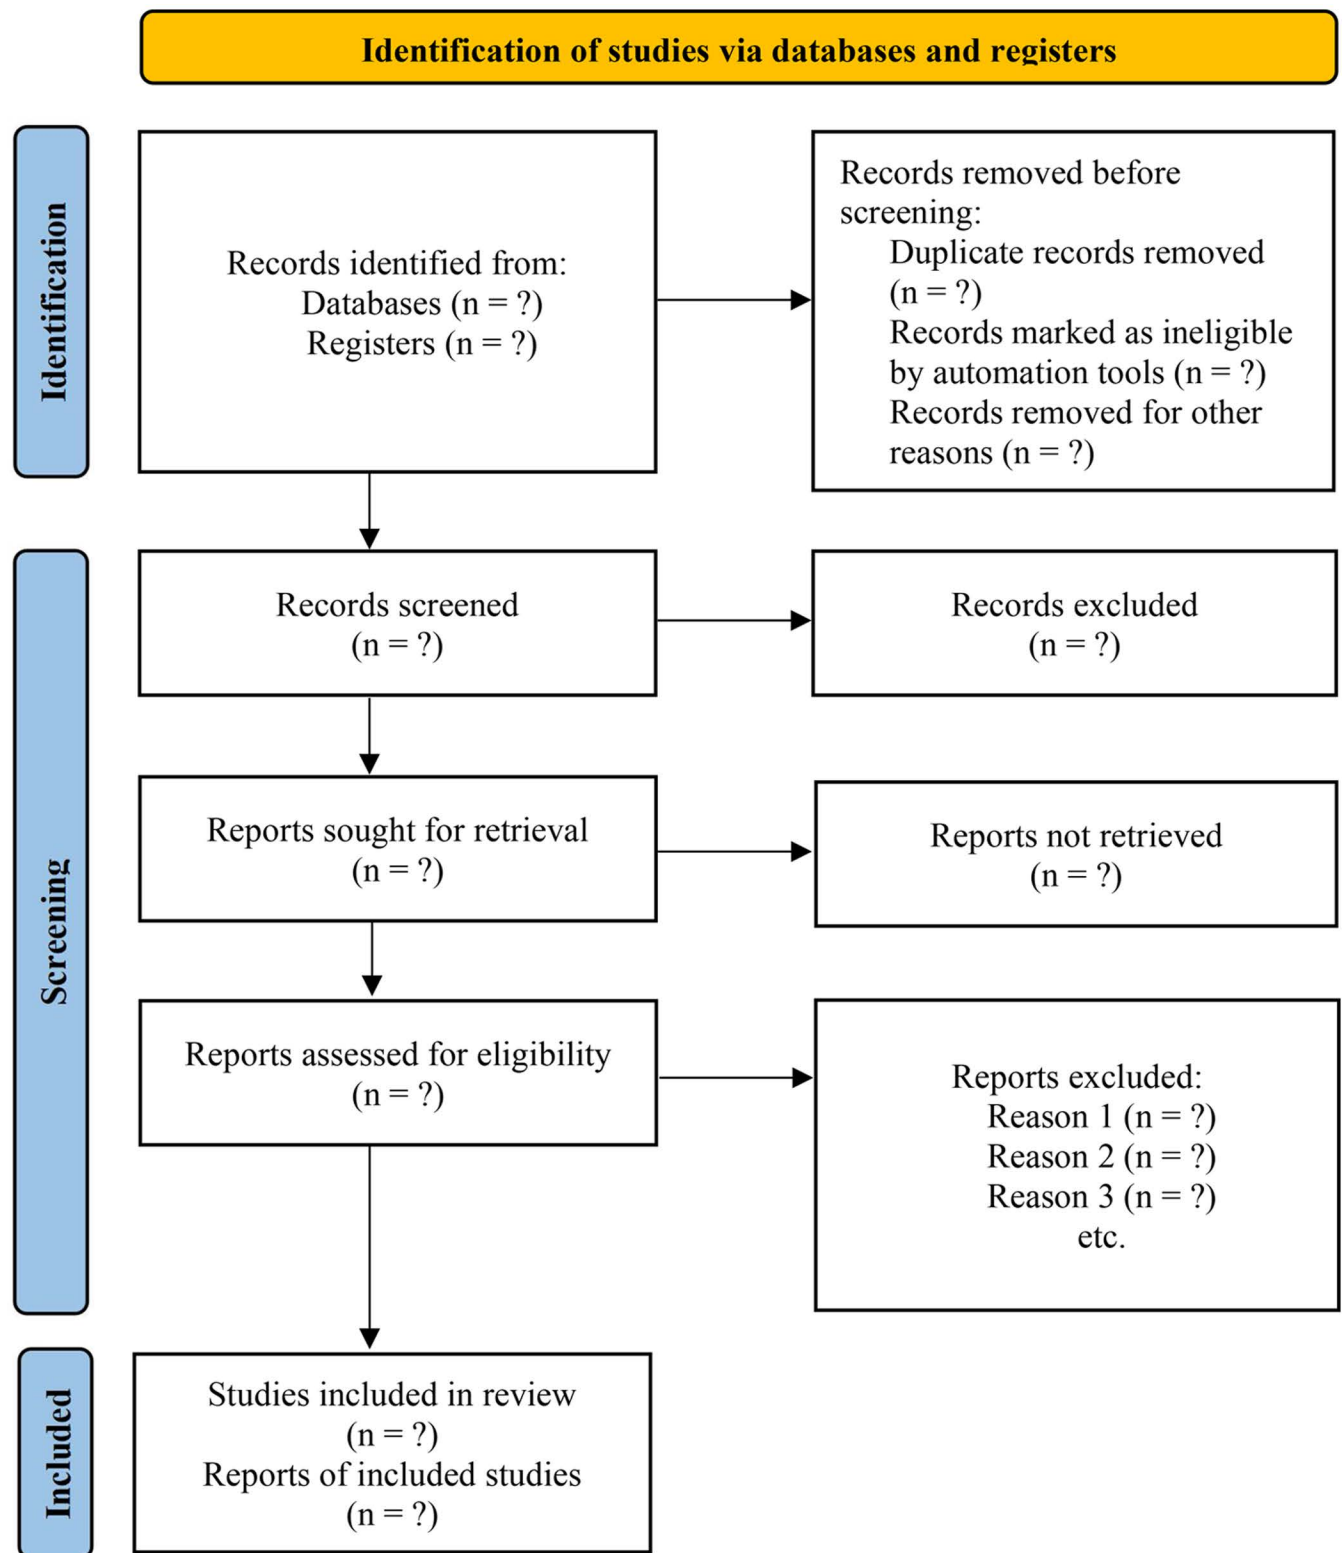 Identification of studies via databases and registers
Identification
Records identified from:
Databases (n = ?)
Registers (n = ?)
Records removed before
screening:
Duplicate records removed
(n = ?)
Records marked as ineligible
by automation tools (n = ?)
Records removed for other
reasons (n = ?)
Screening
Records screened
(n = ?)
Records excluded
(n = ?)
Reports sought for retrieval
(n = ?)
Reports not retrieved
(n = ?)
Reports assessed for eligibility
(n = ?)
Reports excluded:
Reason 1 (n = ?)
Reason 2 (n = ?)
Reason 3 (n = ?)
etc.
Included
Studies included in review
(n = ?)
Reports of included studies
(n = ?)